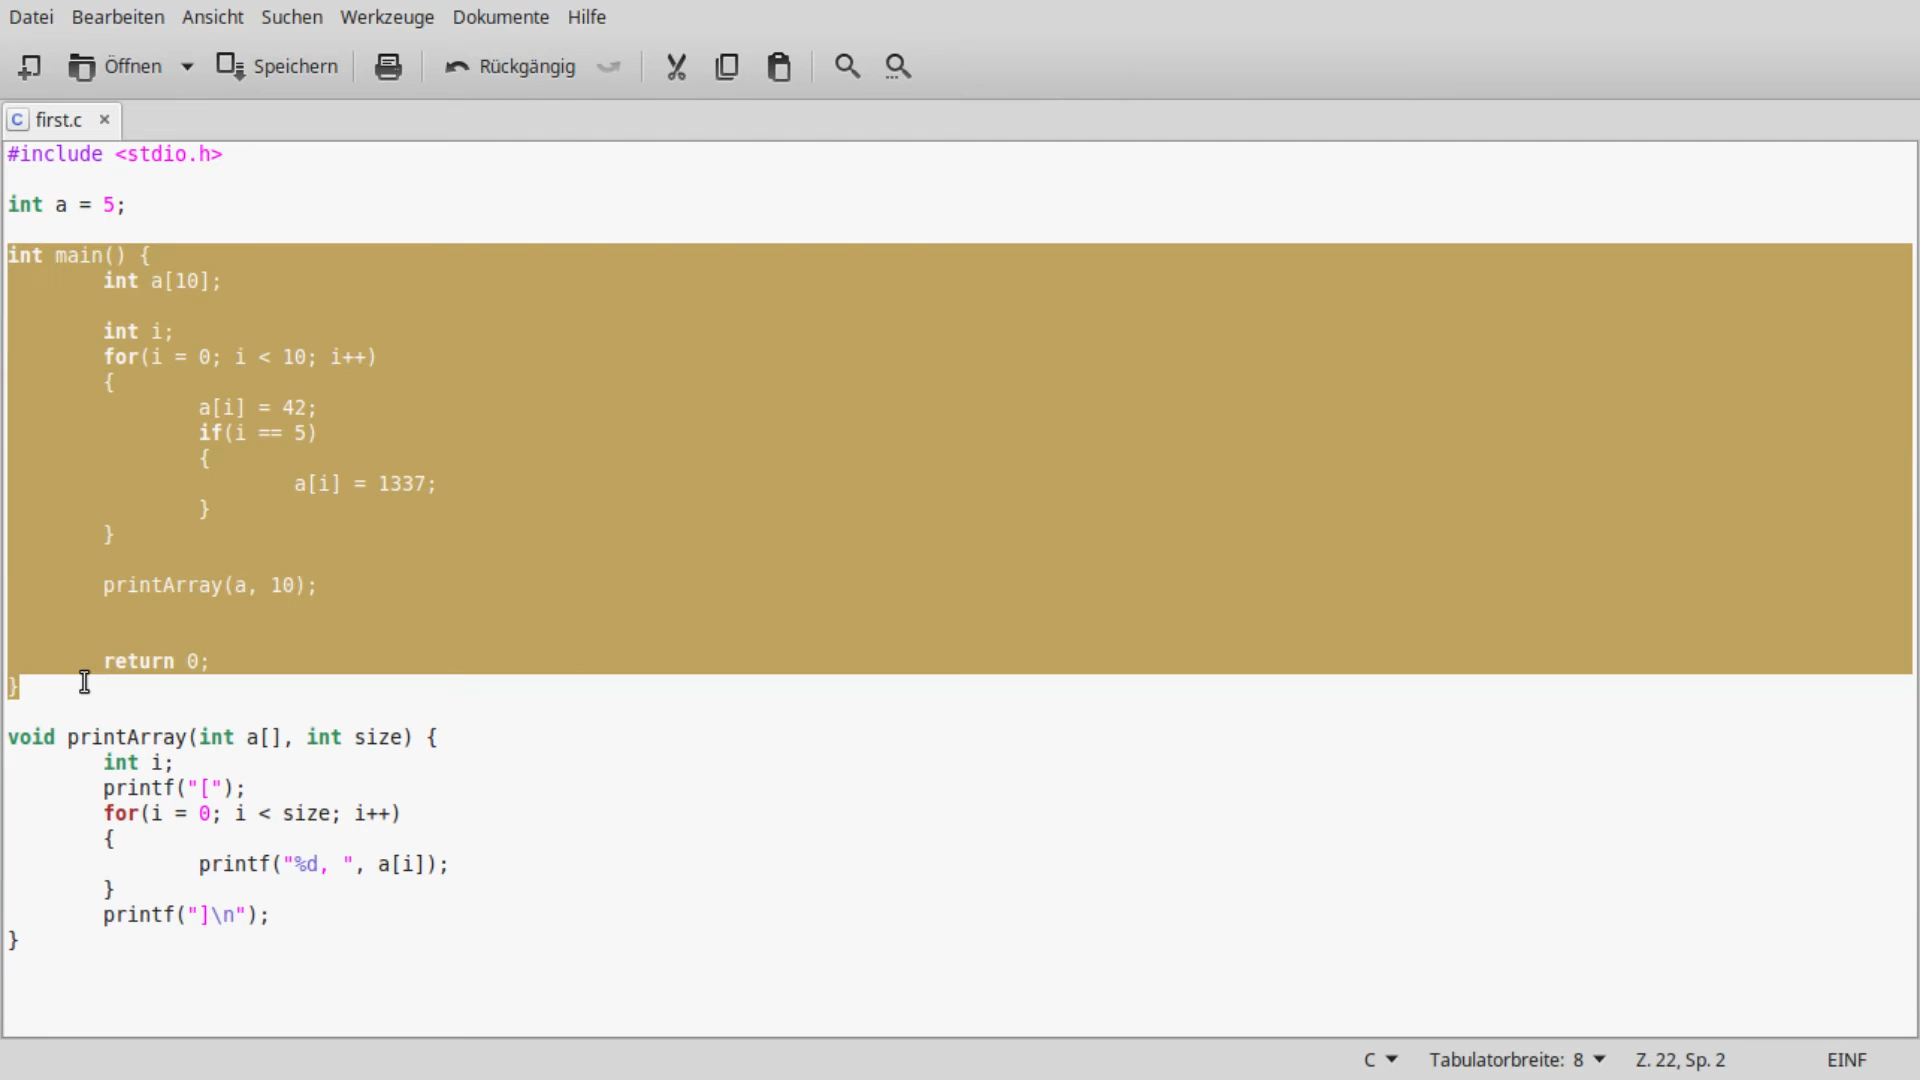 Datei Bearbeiten Ansicht Suchen Werkzeuge Dokumente Hilfe
Öffnen Speichern Rückgängig
C first.c ×
#include <stdio.h>
int a = 5;
int main() {
int a[10];
int i;
for(i = 0; i < 10; i++)
{
a[i] = 42;
if(i == 5)
{
a[i] = 1337;
}
}
printArray(a, 10);
return 0;
}
void printArray(int a[], int size) {
int i;
printf("[");
for(i = 0; i < size; i++)
{
printf("%d, ", a[i]);
}
printf("]\n");
}
C Tabulatorbreite: 8 Z. 22, Sp. 2 EINF